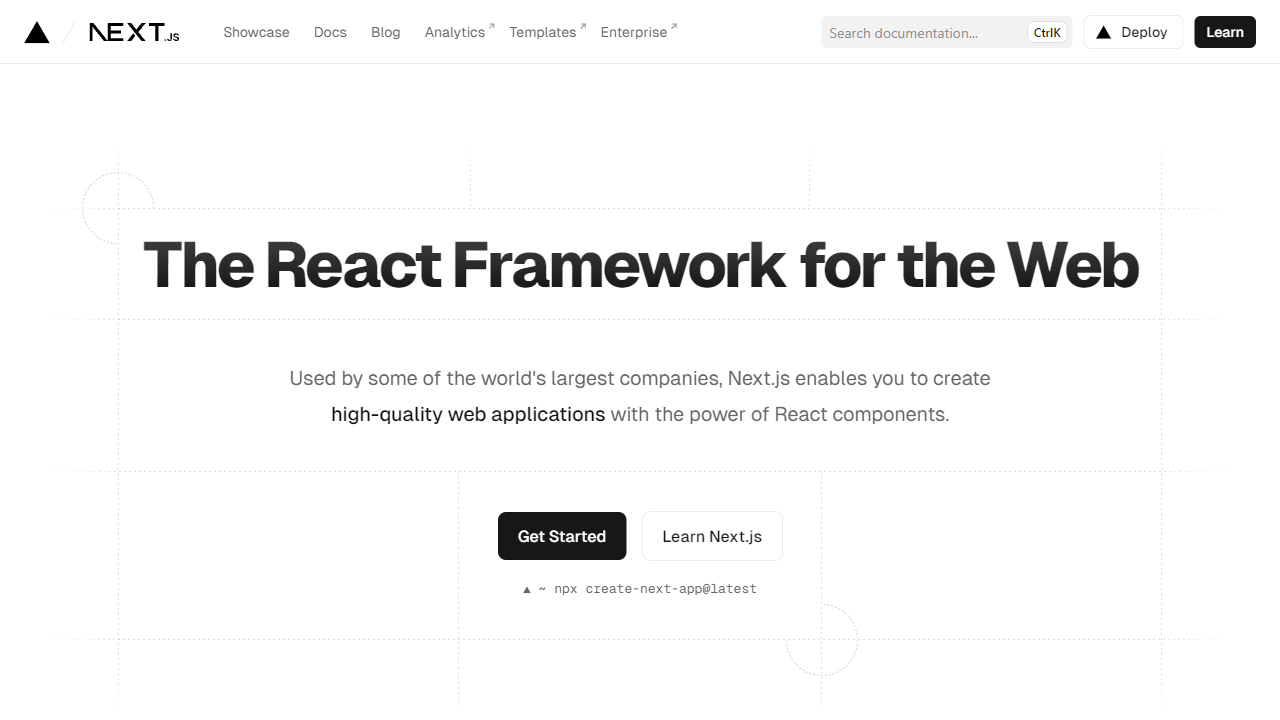 NEXT.JS
Showcase
Docs
Blog
Analytics
Templates
Enterprise
Search documentation...
CtrlK
Deploy
Learn
The React Framework for the Web
Used by some of the world's largest companies, Next.js enables you to create
high-quality web applications with the power of React components.
Get Started
Learn Next.js
▲ ~ npx create-next-app@latest